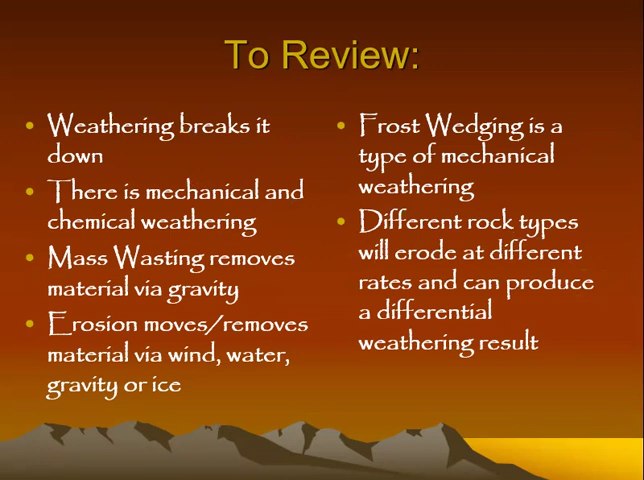 To Review:
• Weathering breaks it
down
• There is mechanical and
chemical weathering
• Mass Wasting removes
material via gravity
• Erosion moves/removes
material via wind, water,
gravity or ice
• Frost Wedging is a
type of mechanical
weathering
• Different rock types
will erode at different
rates and can produce
a differential
weathering result